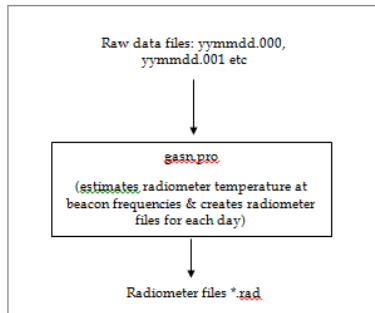 Raw data files: yymmdd.000,
yymmdd.001 etc
gasn.pro
(estimates radiometer temperature at
beacon frequencies & creates radiometer
files for each day)
Radiometer files *.rad